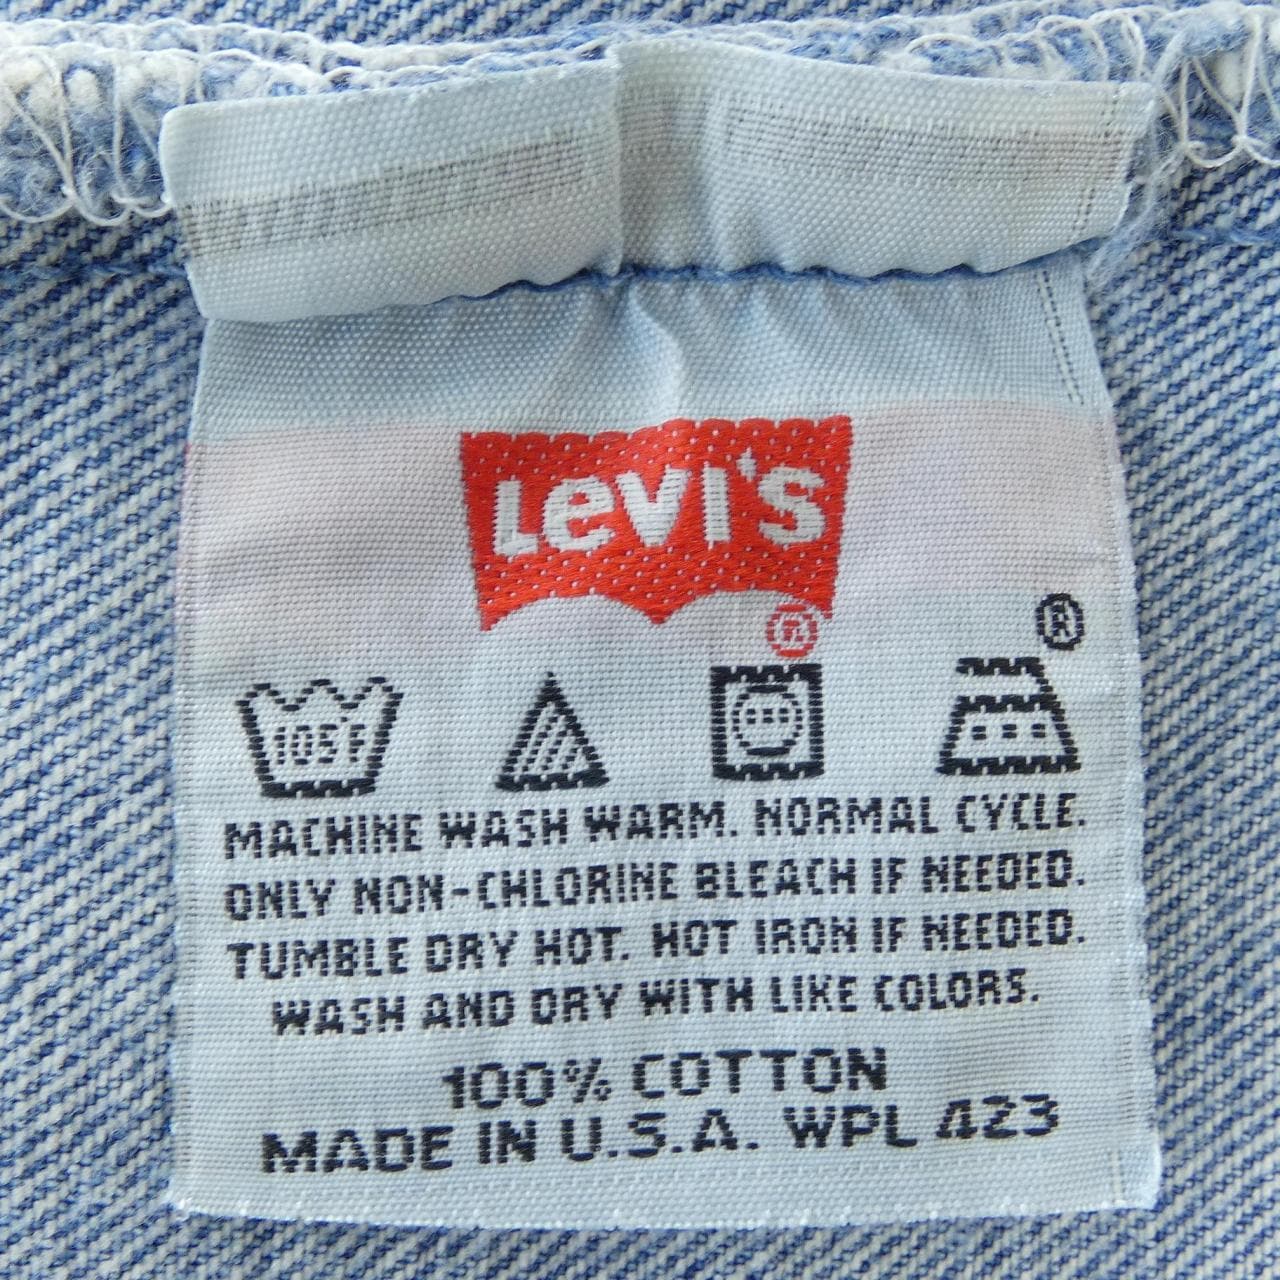 Levi's
®
®
105F
MACHINE WASH WARM. NORMAL CYCLE.
ONLY NON-CHLORINE BLEACH IF NEEDED.
TUMBLE DRY HOT. HOT IRON IF NEEDED.
WASH AND DRY WITH LIKE COLORS.
100% COTTON
MADE IN U.S.A. WPL 423